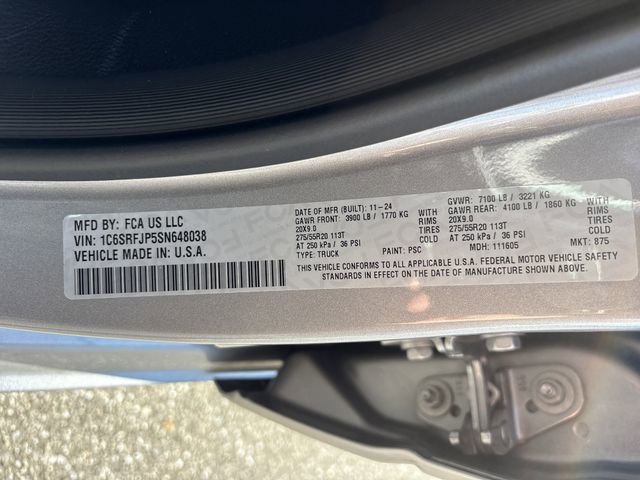 MFD BY: FCA US LLC
VIN: 1C6SRFJP5SN648038
VEHICLE MADE IN: U.S.A.
DATE OF MFR (BUILT): 11-24
GAWR FRONT: 3900 LB / 1770 KG
20X9.0 RIMS
275/55R20 113T TIRES
AT 250 kPa / 36 PSI COLD
TYPE: TRUCK PAINT: PSC
GVWR: 7100 LB / 3221 KG
GAWR REAR: 4100 LB / 1860 KG
20X9.0 RIMS
275/55R20 113T TIRES
AT 250 kPa / 36 PSI COLD
MDH: 111605 MKT: 875
THIS VEHICLE CONFORMS TO ALL APPLICABLE U.S.A. FEDERAL MOTOR VEHICLE SAFETY
STANDARDS IN EFFECT ON THE DATE OF MANUFACTURE SHOWN ABOVE.